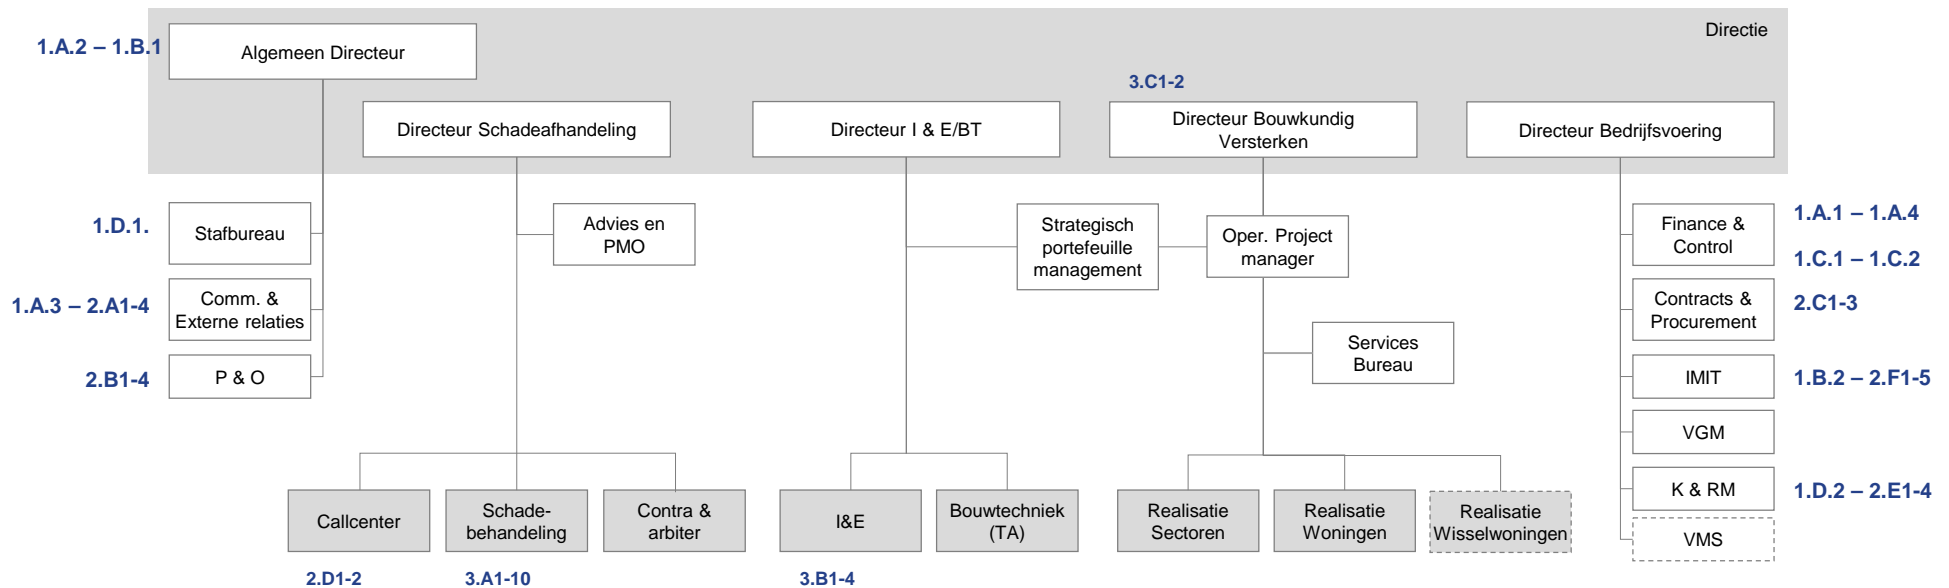 Directie
1.A.2 – 1.B.1
Algemeen Directeur
3.C1-2
Directeur Schadeafhandeling
Directeur I & E/BT
Directeur Bouwkundig
Versterken
Directeur Bedrijfsvoering
1.D.1.
Stafbureau
Advies en
PMO
Strategisch
portefeuille
management
Oper. Project
manager
Finance &
Control
1.A.1 – 1.A.4
1.C.1 – 1.C.2
1.A.3 – 2.A1-4
Comm. &
Externe relaties
Contracts &
Procurement
2.C1-3
2.B1-4
P & O
Services
Bureau
IMIT
1.B.2 – 2.F1-5
VGM
K & RM
1.D.2 – 2.E1-4
VMS
Callcenter
Schade-
behandeling
Contra &
arbiter
I&E
Bouwtechniek
(TA)
Realisatie
Sectoren
Realisatie
Woningen
Realisatie
Wisselwoningen
2.D1-2
3.A1-10
3.B1-4